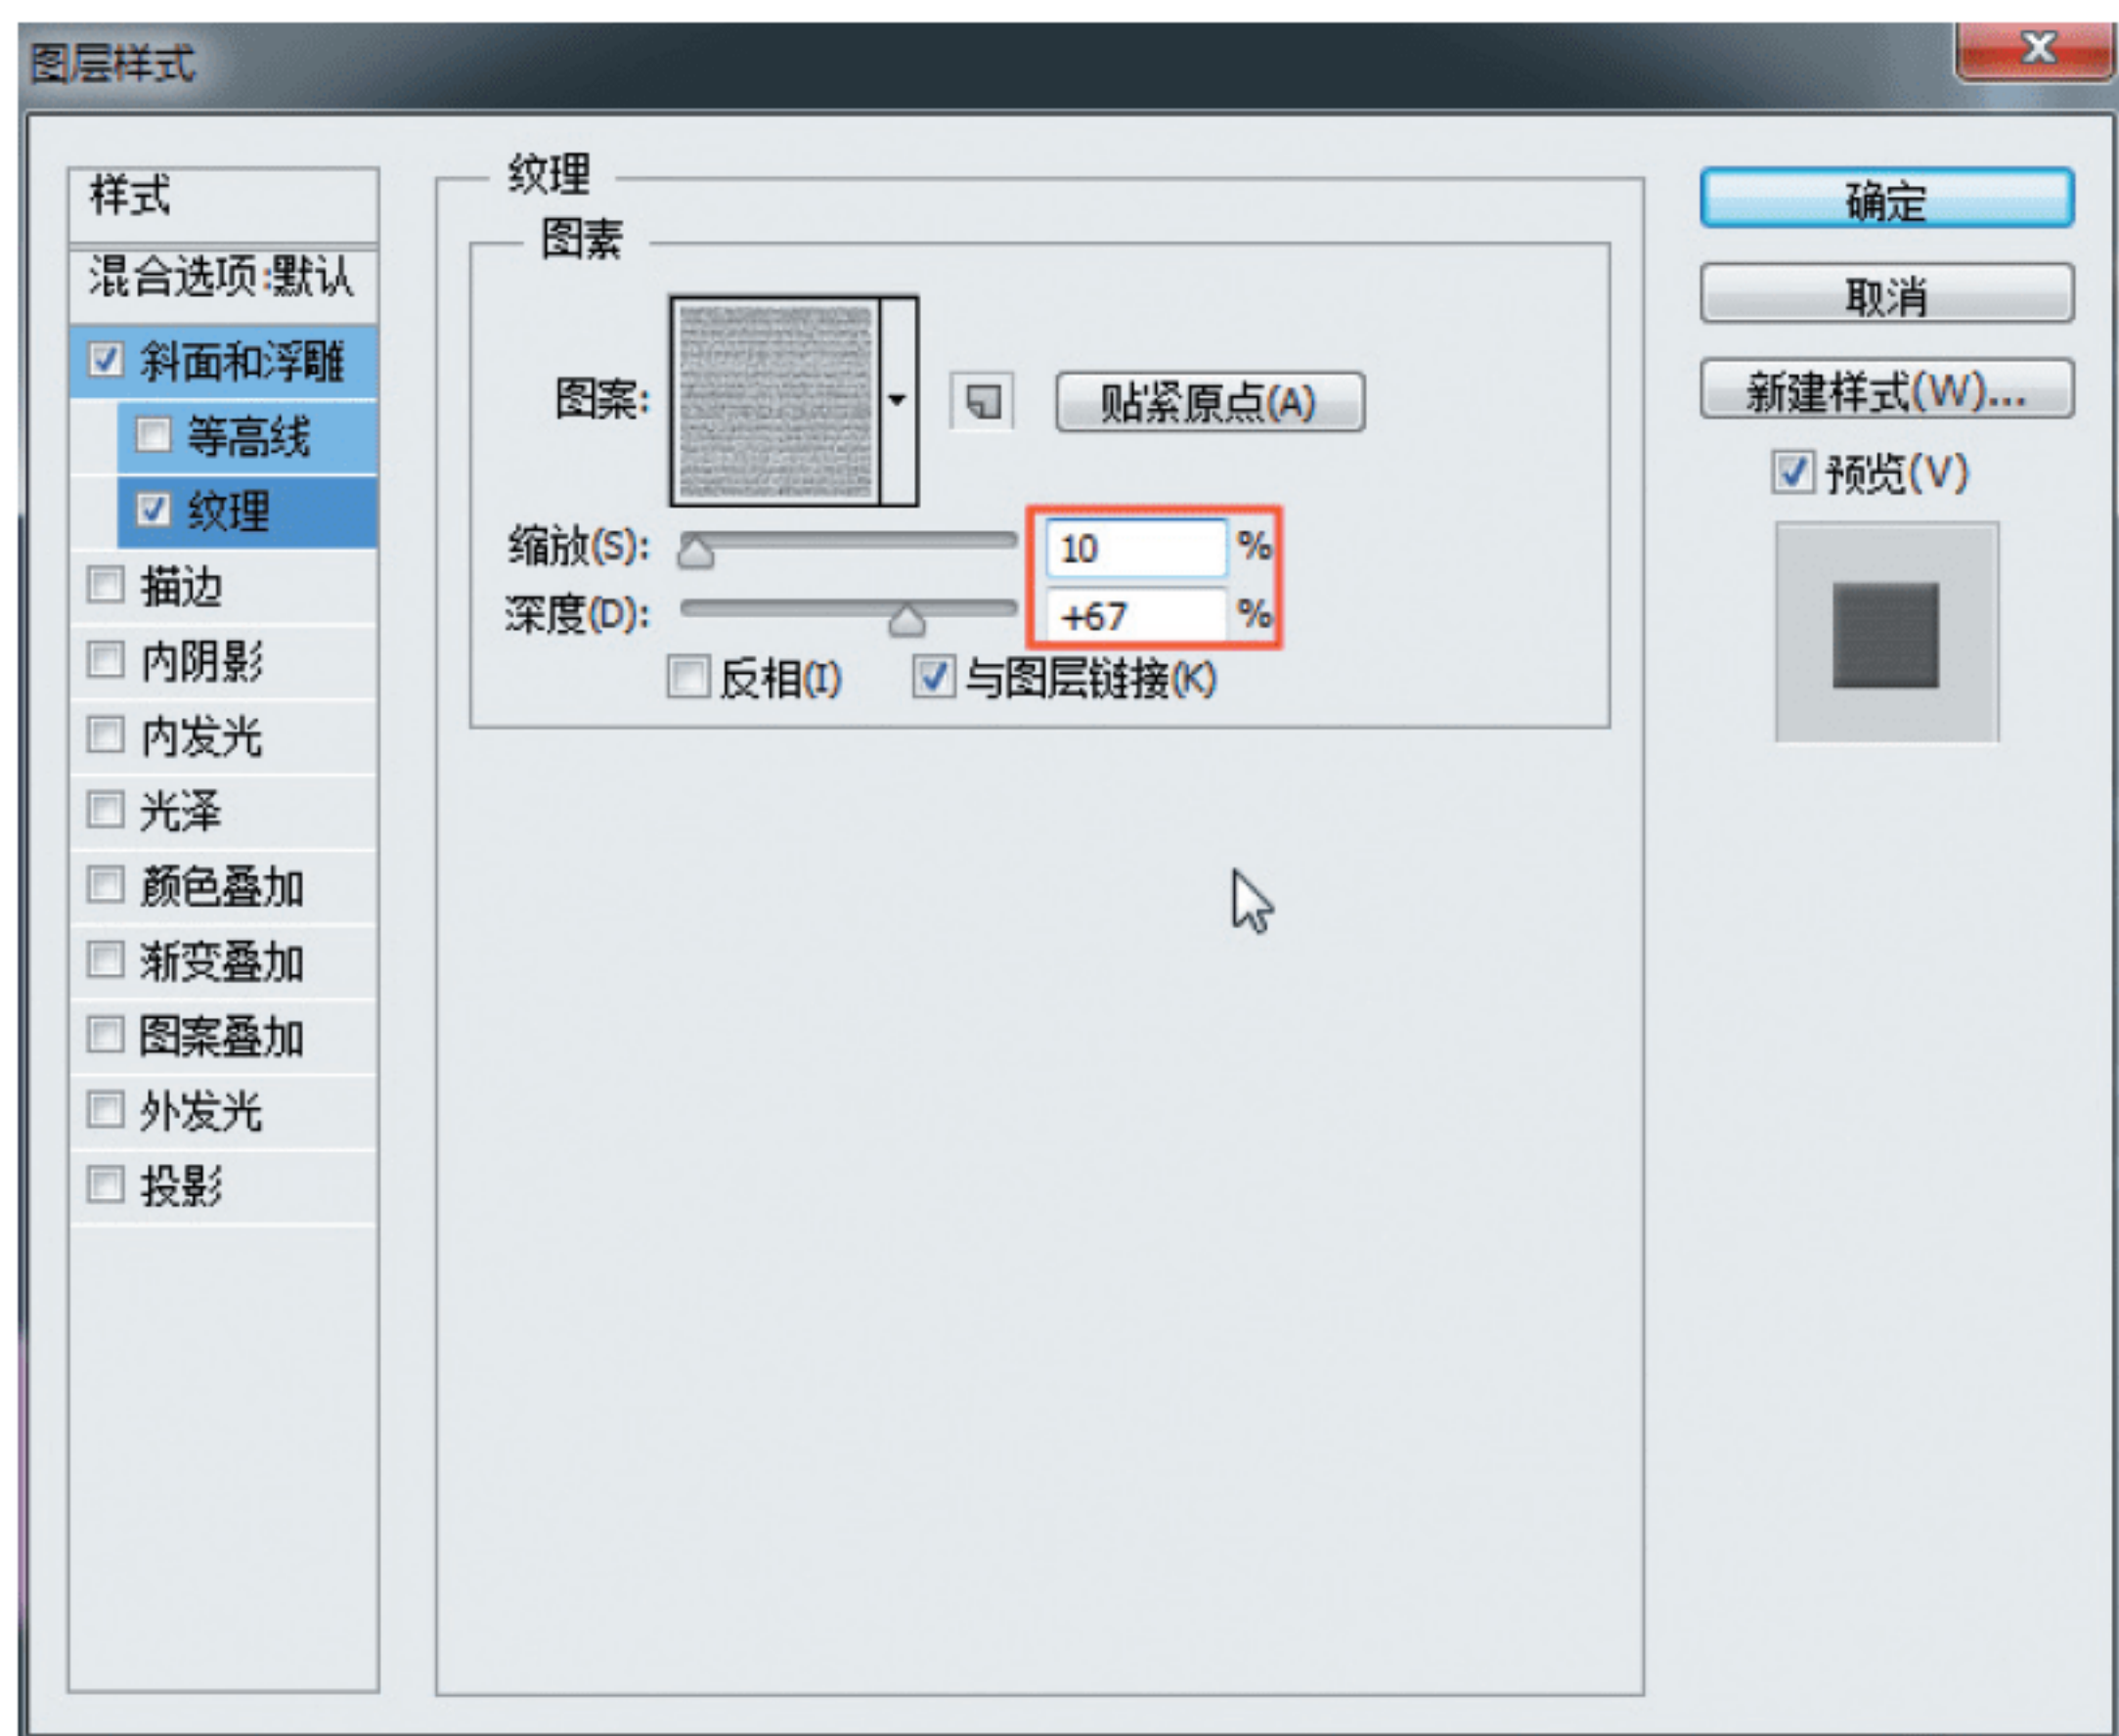 图层样式
样式
混合选项:默认
斜面和浮雕
等高线
纹理
描边
内阴影
内发光
光泽
颜色叠加
渐变叠加
图案叠加
外发光
投影
纹理
图素
图案:
贴紧原点(A)
缩放(S): 10 %
深度(D): +67 %
反相(I) 与图层链接(K)
确定
取消
新建样式(W)...
预览(V)